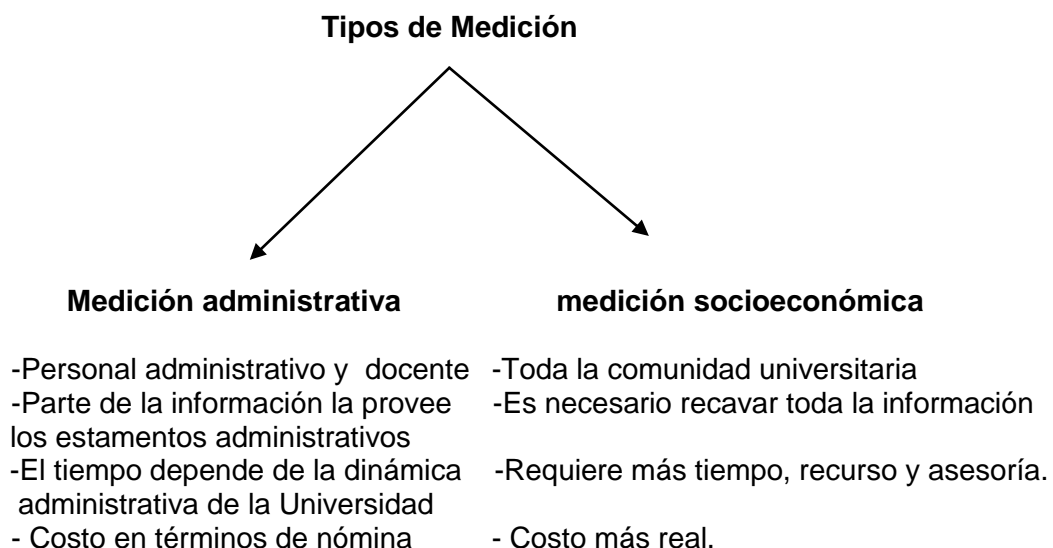 Tipos de Medición
Medición administrativa
-Personal administrativo y docente
-Parte de la información la provee
los estamentos administrativos
-El tiempo depende de la dinámica
administrativa de la Universidad
- Costo en términos de nómina
medición socioeconómica
-Toda la comunidad universitaria
-Es necesario recavar toda la información
-Requiere más tiempo, recurso y asesoría.
- Costo más real.